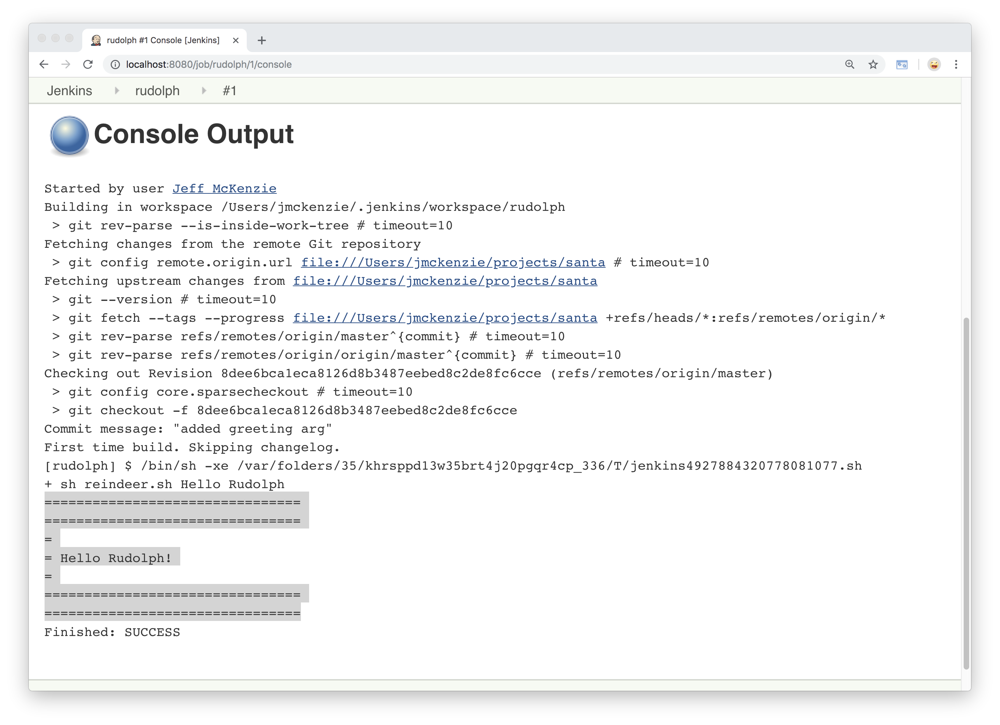 rudolph #1 Console [Jenkins]
localhost:8080/job/rudolph/1/console
Jenkins rudolph #1
Console Output
Started by user Jeff McKenzie
Building in workspace /Users/jmckenzie/.jenkins/workspace/rudolph
 > git rev-parse --is-inside-work-tree # timeout=10
Fetching changes from the remote Git repository
 > git config remote.origin.url file:///Users/jmckenzie/projects/santa # timeout=10
Fetching upstream changes from file:///Users/jmckenzie/projects/santa
 > git --version # timeout=10
 > git fetch --tags --progress file:///Users/jmckenzie/projects/santa +refs/heads/*:refs/remotes/origin/*
 > git rev-parse refs/remotes/origin/master^{commit} # timeout=10
 > git rev-parse refs/remotes/origin/origin/master^{commit} # timeout=10
Checking out Revision 8dee6bca1eca8126d8b3487eebed8c2de8fc6cce (refs/remotes/origin/master)
 > git config core.sparsecheckout # timeout=10
 > git checkout -f 8dee6bca1eca8126d8b3487eebed8c2de8fc6cce
Commit message: "added greeting arg"
First time build. Skipping changelog.
[rudolph] $ /bin/sh -xe /var/folders/35/khrsppd13w35brt4j20pgqr4cp_336/T/jenkins4927884320778081077.sh
+ sh reindeer.sh Hello Rudolph
================================
================================
=
= Hello Rudolph!
=
================================
================================
Finished: SUCCESS